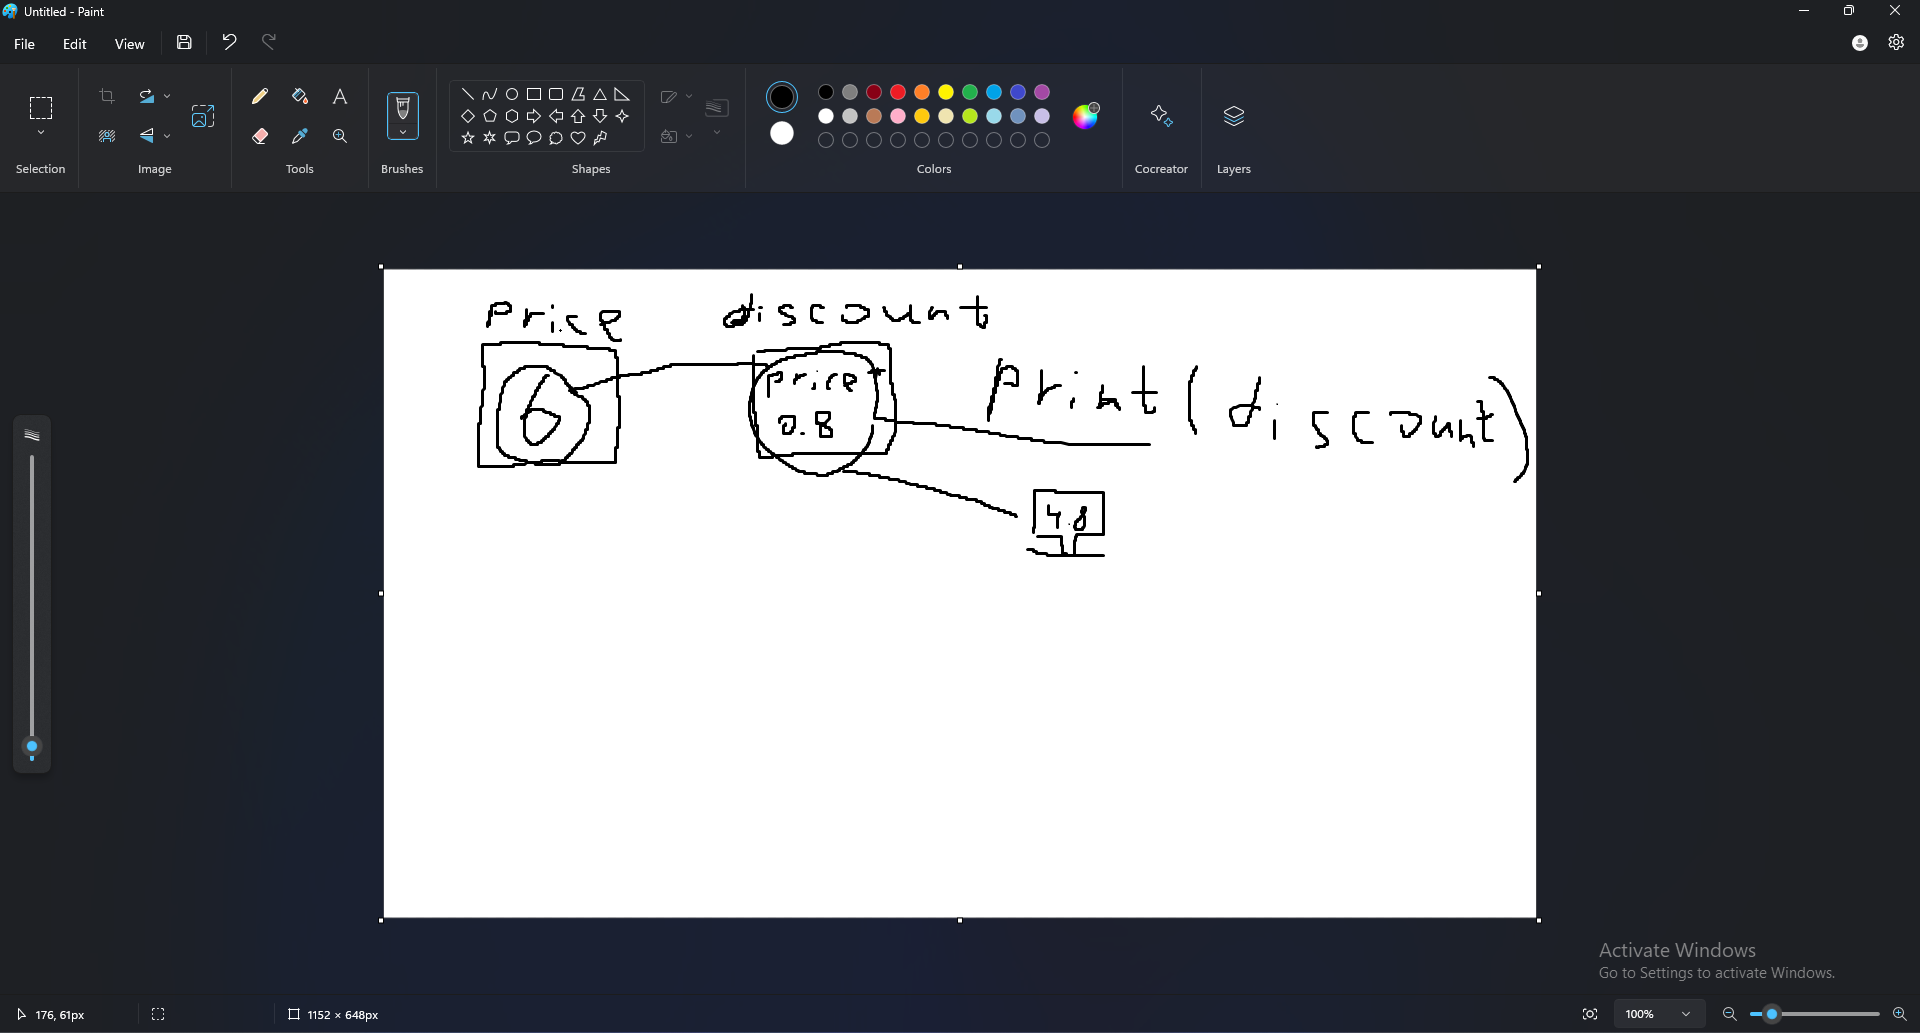 Untitled - Paint
File Edit View
Selection Image Tools Brushes Shapes Colors Cocreator Layers
Price discount
6 price *
0.8
Print ( discount )
4.8
Activate Windows
Go to Settings to activate Windows.
176, 61px 1152 × 648px 100%